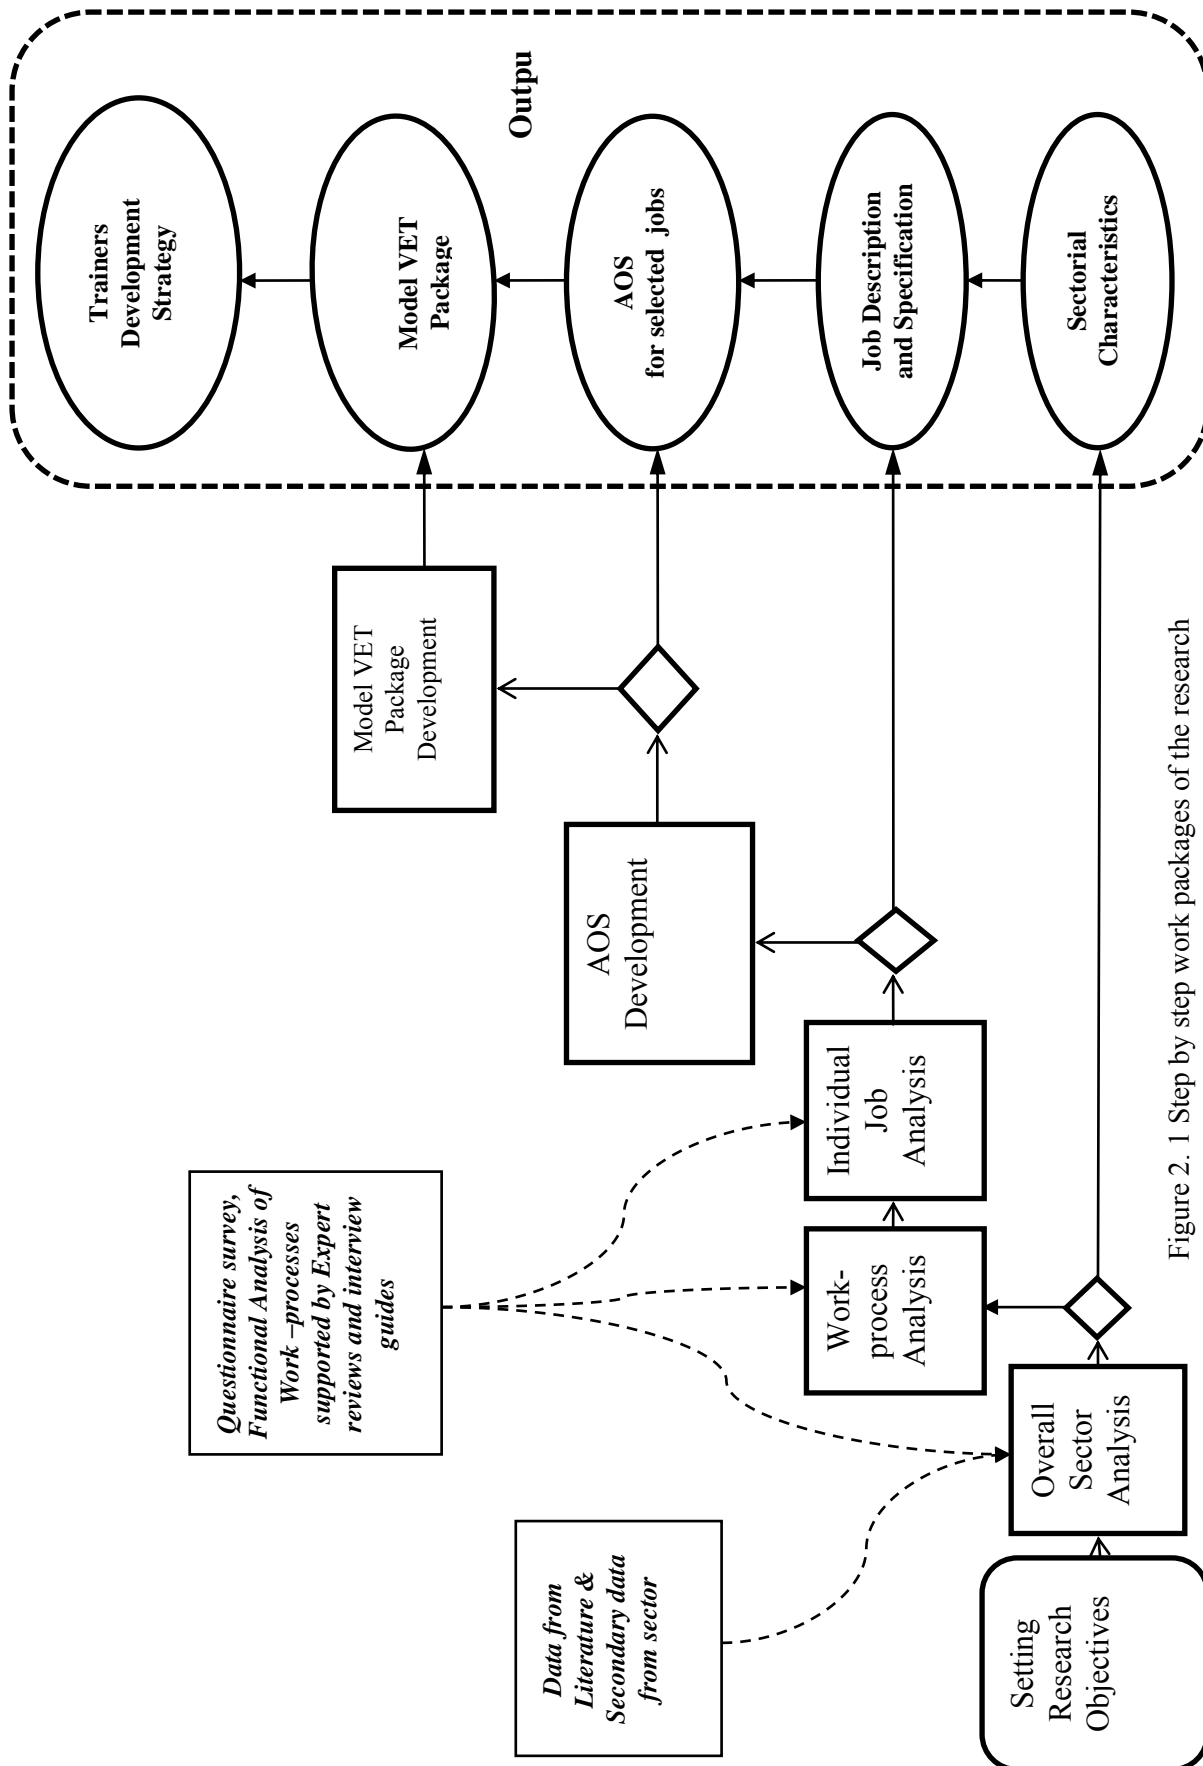 Questionnaire survey,
Functional Analysis of
Work –processes
supported by Expert
reviews and interview
guides
Data from
Literature &
Secondary data
from sector
Setting
Research
Objectives
Overall
Sector
Analysis
Work-
process
Analysis
Individual
Job
Analysis
AOS
Development
Model VET
Package
Development
Outpu
Trainers
Development
Strategy
Model VET
Package
AOS
for selected jobs
Job Description
and Specification
Sectorial
Characteristics
Figure 2. 1 Step by step work packages of the research